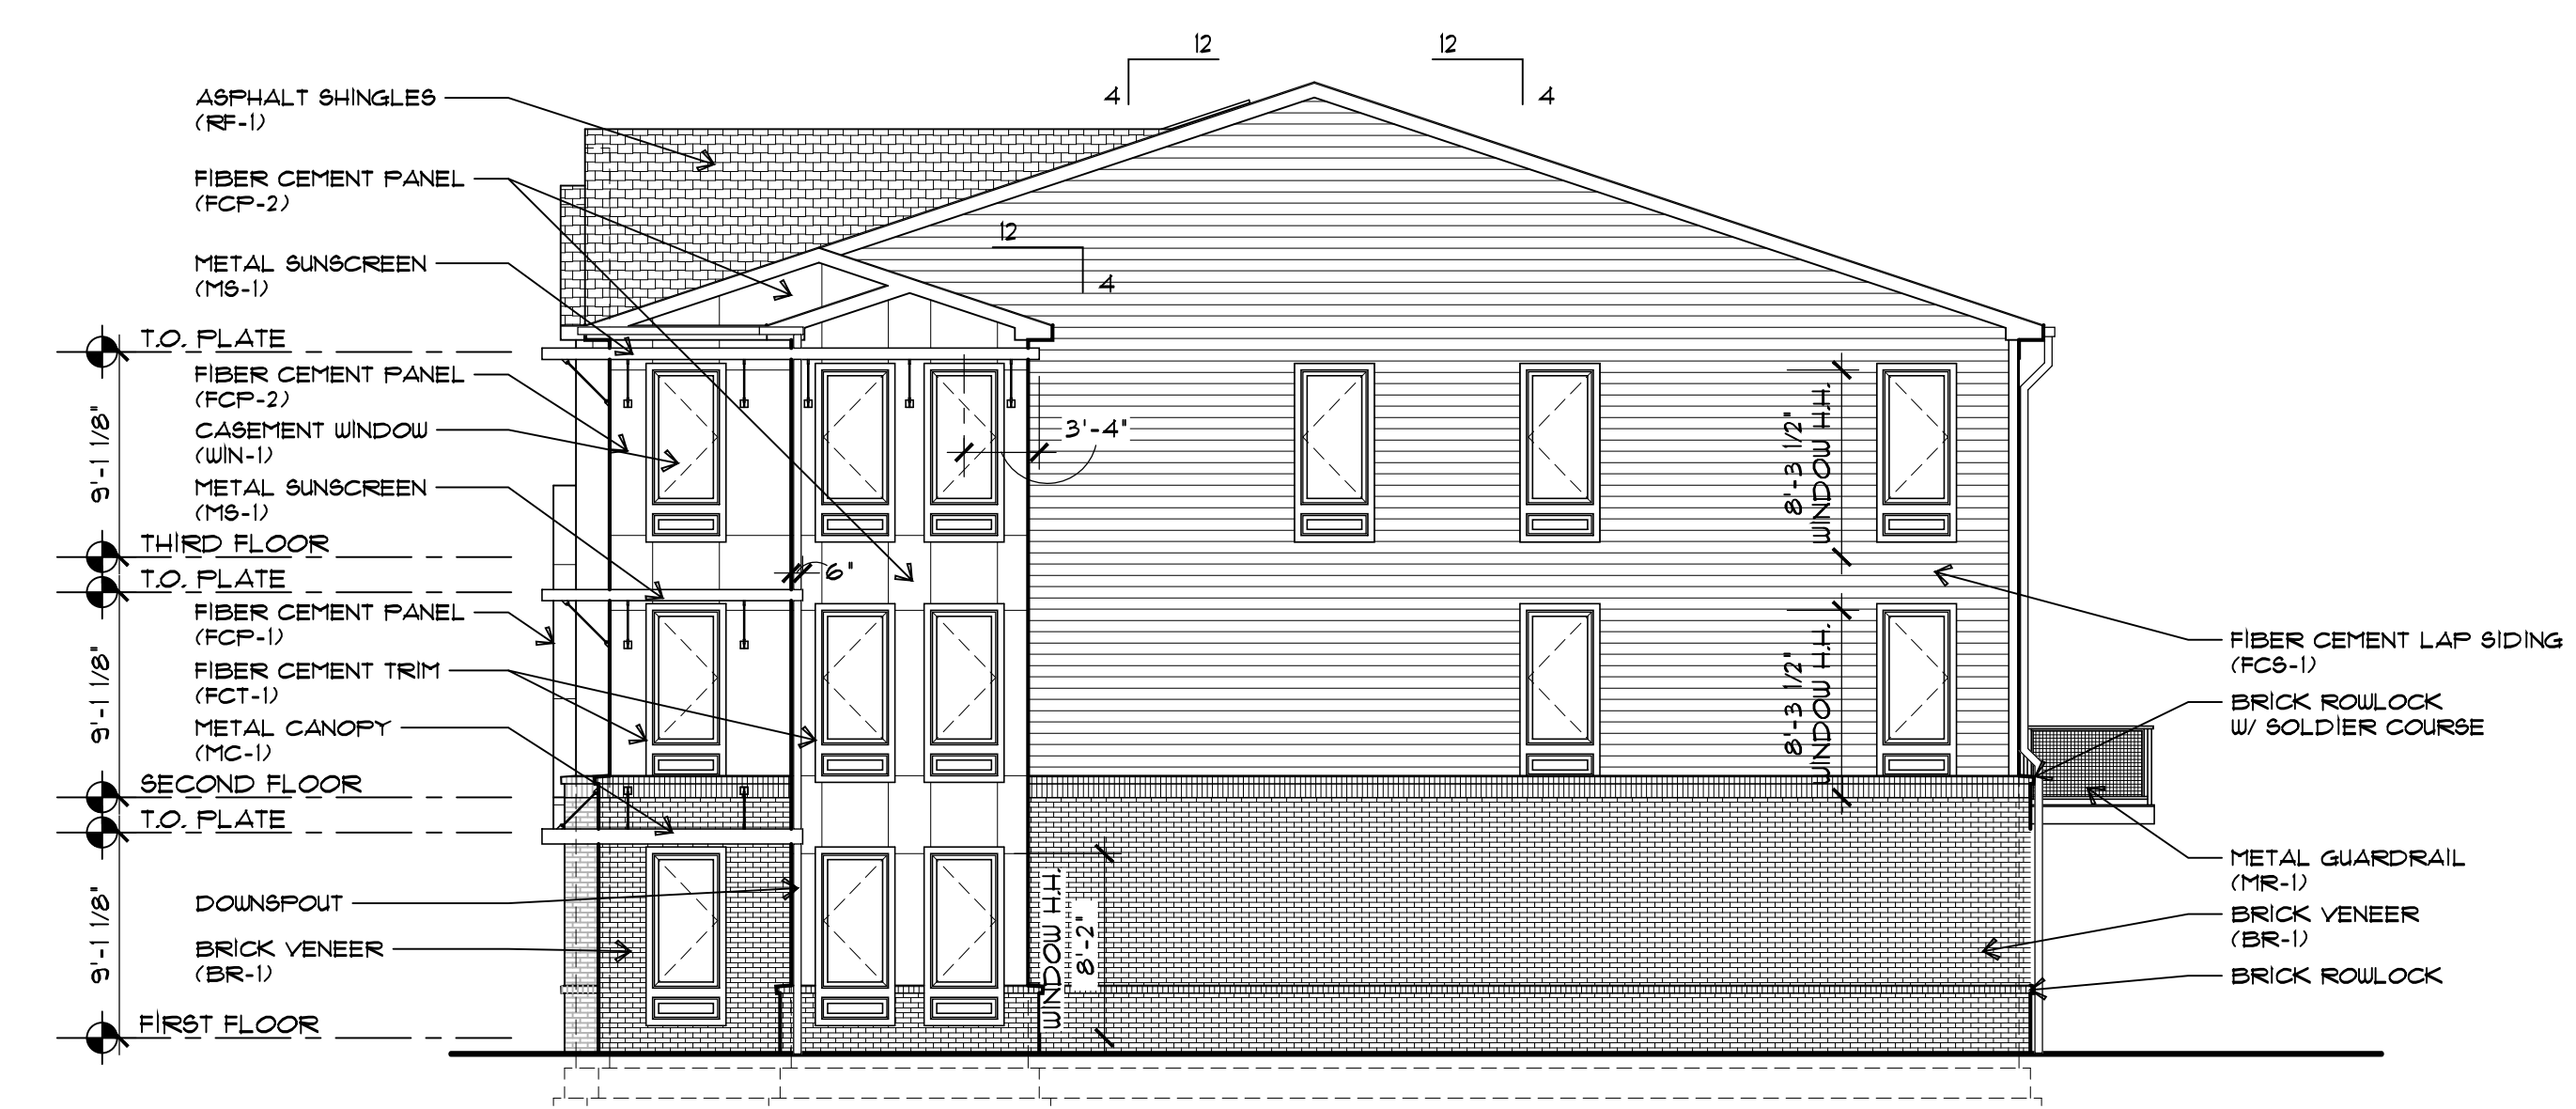 12
12
4
4
ASPHALT SHINGLES
(RF-1)
FIBER CEMENT PANEL
(FCP-2)
12
4
METAL SUNSCREEN
(MS-1)
T.O. PLATE
FIBER CEMENT PANEL
(FCP-2)
CASEMENT WINDOW
(WIN-1)
METAL SUNSCREEN
(MS-1)
9'-1 1/8"
3'-4"
8'-3 1/2"
WINDOW H.H.
THIRD FLOOR
T.O. PLATE
6"
FIBER CEMENT PANEL
(FCP-1)
FIBER CEMENT TRIM
(FCT-1)
METAL CANOPY
(MC-1)
9'-1 1/8"
8'-3 1/2"
WINDOW H.H.
SECOND FLOOR
T.O. PLATE
DOWNSPOUT
BRICK VENEER
(BR-1)
9'-1 1/8"
WINDOW H.H.
8'-2"
FIRST FLOOR
FIBER CEMENT LAP SIDING
(FCS-1)
BRICK ROWLOCK
W/ SOLDIER COURSE
METAL GUARDRAIL
(MR-1)
BRICK VENEER
(BR-1)
BRICK ROWLOCK